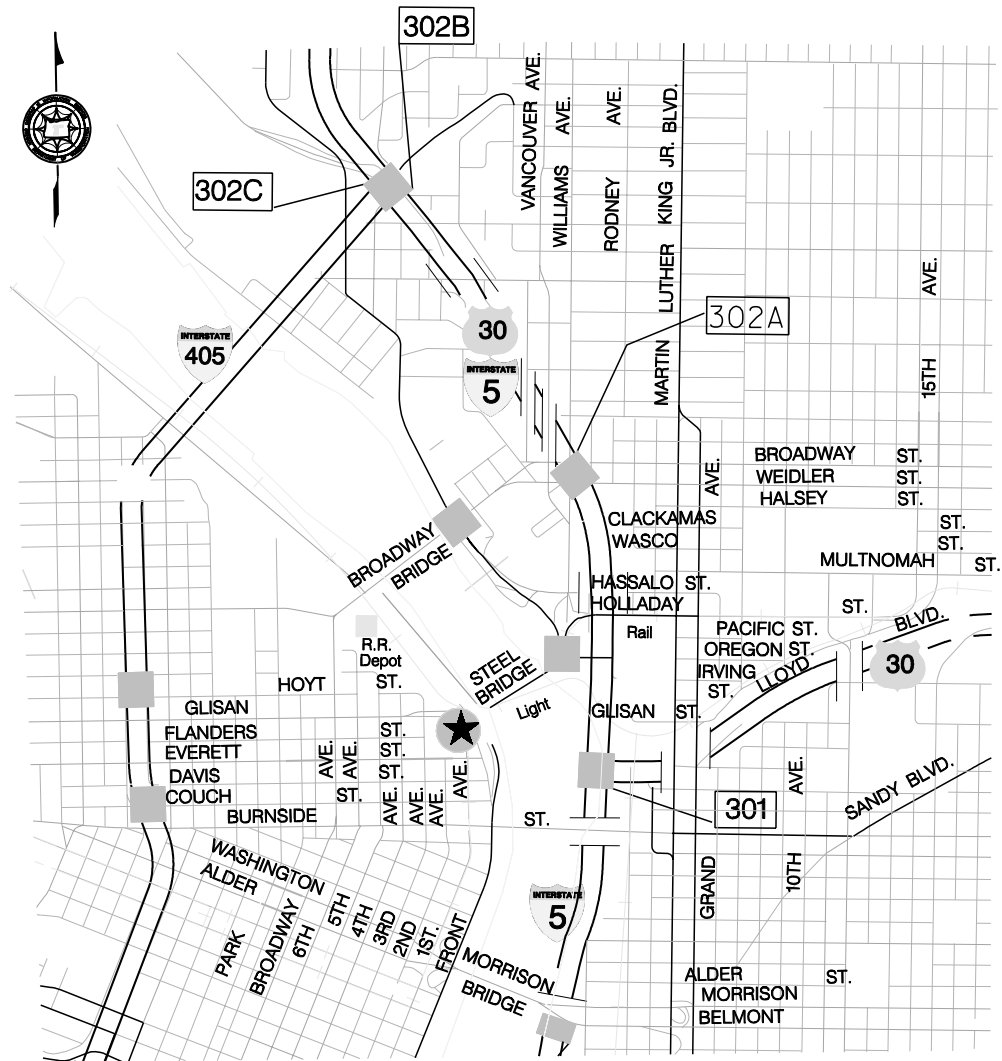 302B
302C
VANCOUVER AVE.
WILLIAMS AVE.
RODNEY AVE.
MARTIN LUTHER KING JR. BLVD.
15TH AVE.
302A
INTERSTATE
405
30
INTERSTATE
5
BROADWAY ST.
WEIDLER ST.
HALSEY ST.
AVE.
CLACKAMAS ST.
WASCO ST.
MULTNOMAH ST.
BROADWAY
BRIDGE
HASSALO ST.
HOLLADAY ST.
Rail
PACIFIC ST.
OREGON ST.
IRVING
ST.
LLOYD BLVD.
30
R.R.
Depot
STEEL
BRIDGE
Light
HOYT ST.
GLISAN
GLISAN ST.
FLANDERS ST.
EVERETT ST.
DAVIS ST.
COUCH ST.
BURNSIDE ST.
AVE.
AVE.
AVE.
AVE.
AVE.
AVE.
AVE.
SANDY BLVD.
301
WASHINGTON
ALDER
PARK
BROADWAY
6TH
5TH
4TH
3RD
2ND
1ST.
FRONT
GRAND
10TH
INTERSTATE
5
MORRISON
BRIDGE
ALDER ST.
MORRISON
BELMONT